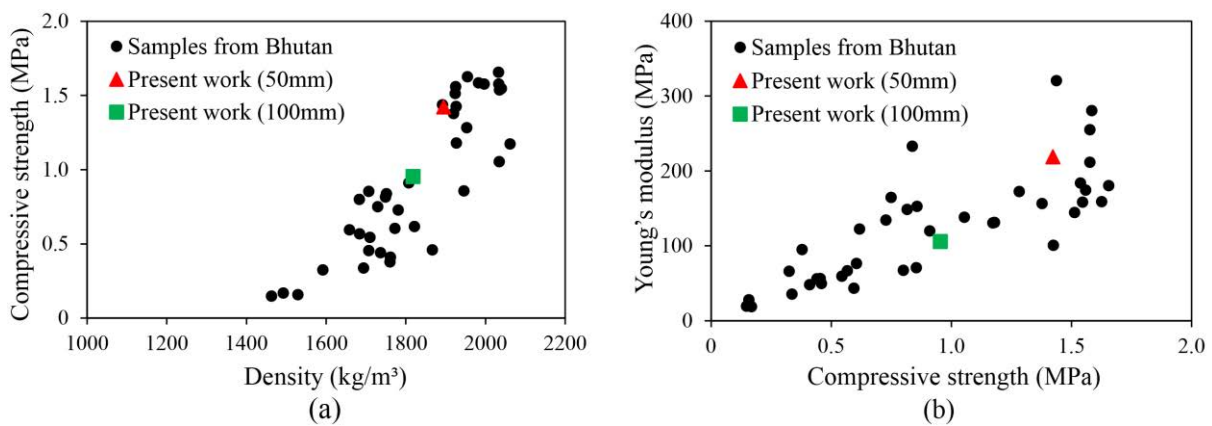 Compressive strength (MPa)
2.0
1.5
1.0
0.5
0
Samples from Bhutan
Present work (50mm)
Present work (100mm)
1000 1200 1400 1600 1800 2000 2200
Density (kg/m³)
(a)
Young's modulus (MPa)
400
300
200
100
0
Samples from Bhutan
Present work (50mm)
Present work (100mm)
0 0.5 1.0 1.5 2.0
Compressive strength (MPa)
(b)